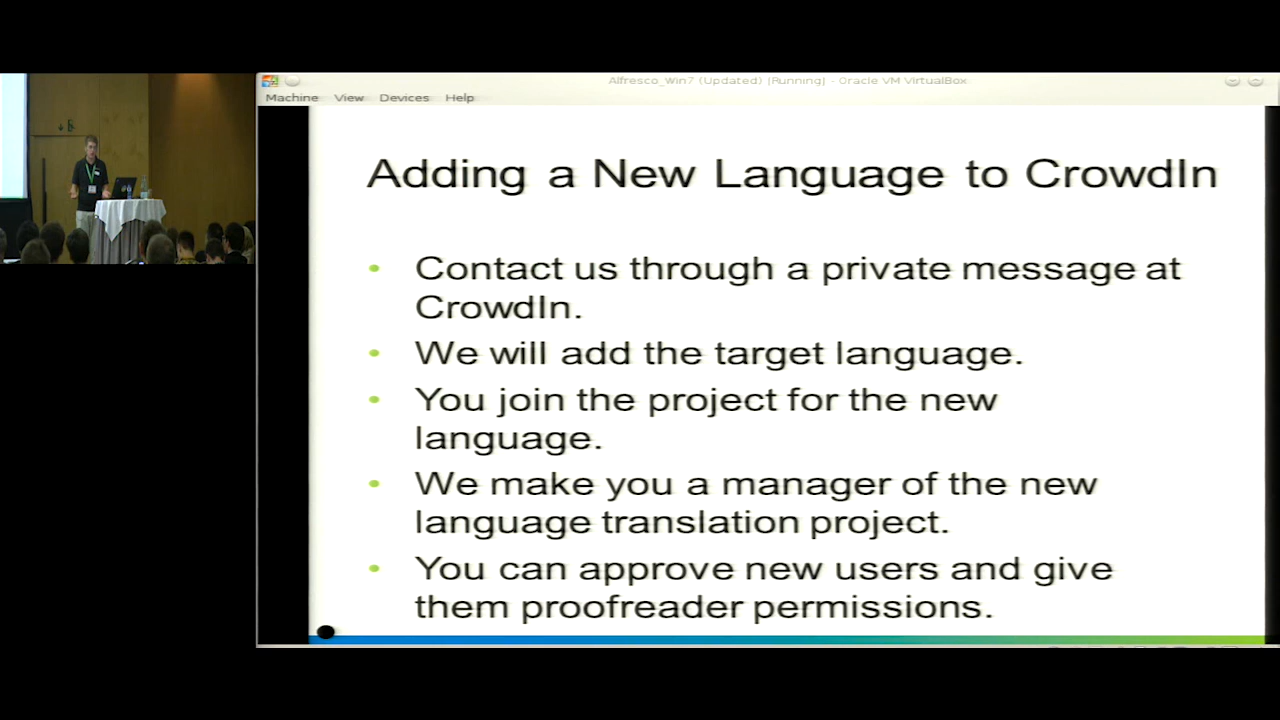 Alfresco_Win7 (Updated) [Running] - Oracle VM VirtualBox
Machine View Devices Help
Adding a New Language to CrowdIn
• Contact us through a private message at
CrowdIn.
• We will add the target language.
• You join the project for the new
language.
• We make you a manager of the new
language translation project.
• You can approve new users and give
them proofreader permissions.